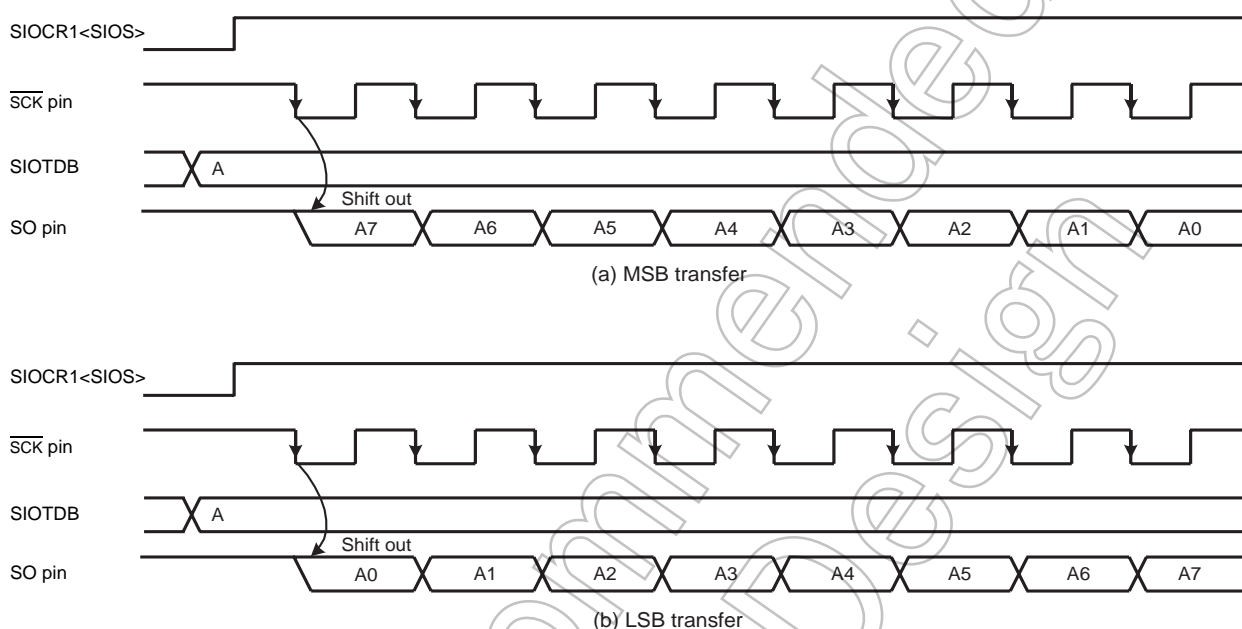 SIOCR1<SIOS>
SCK pin
SIOTDB
A
Shift out
SO pin
A7 A6 A5 A4 A3 A2 A1 A0
(a) MSB transfer
SIOCR1<SIOS>
SCK pin
SIOTDB
A
Shift out
SO pin
A0 A1 A2 A3 A4 A5 A6 A7
(b) LSB transfer
Design